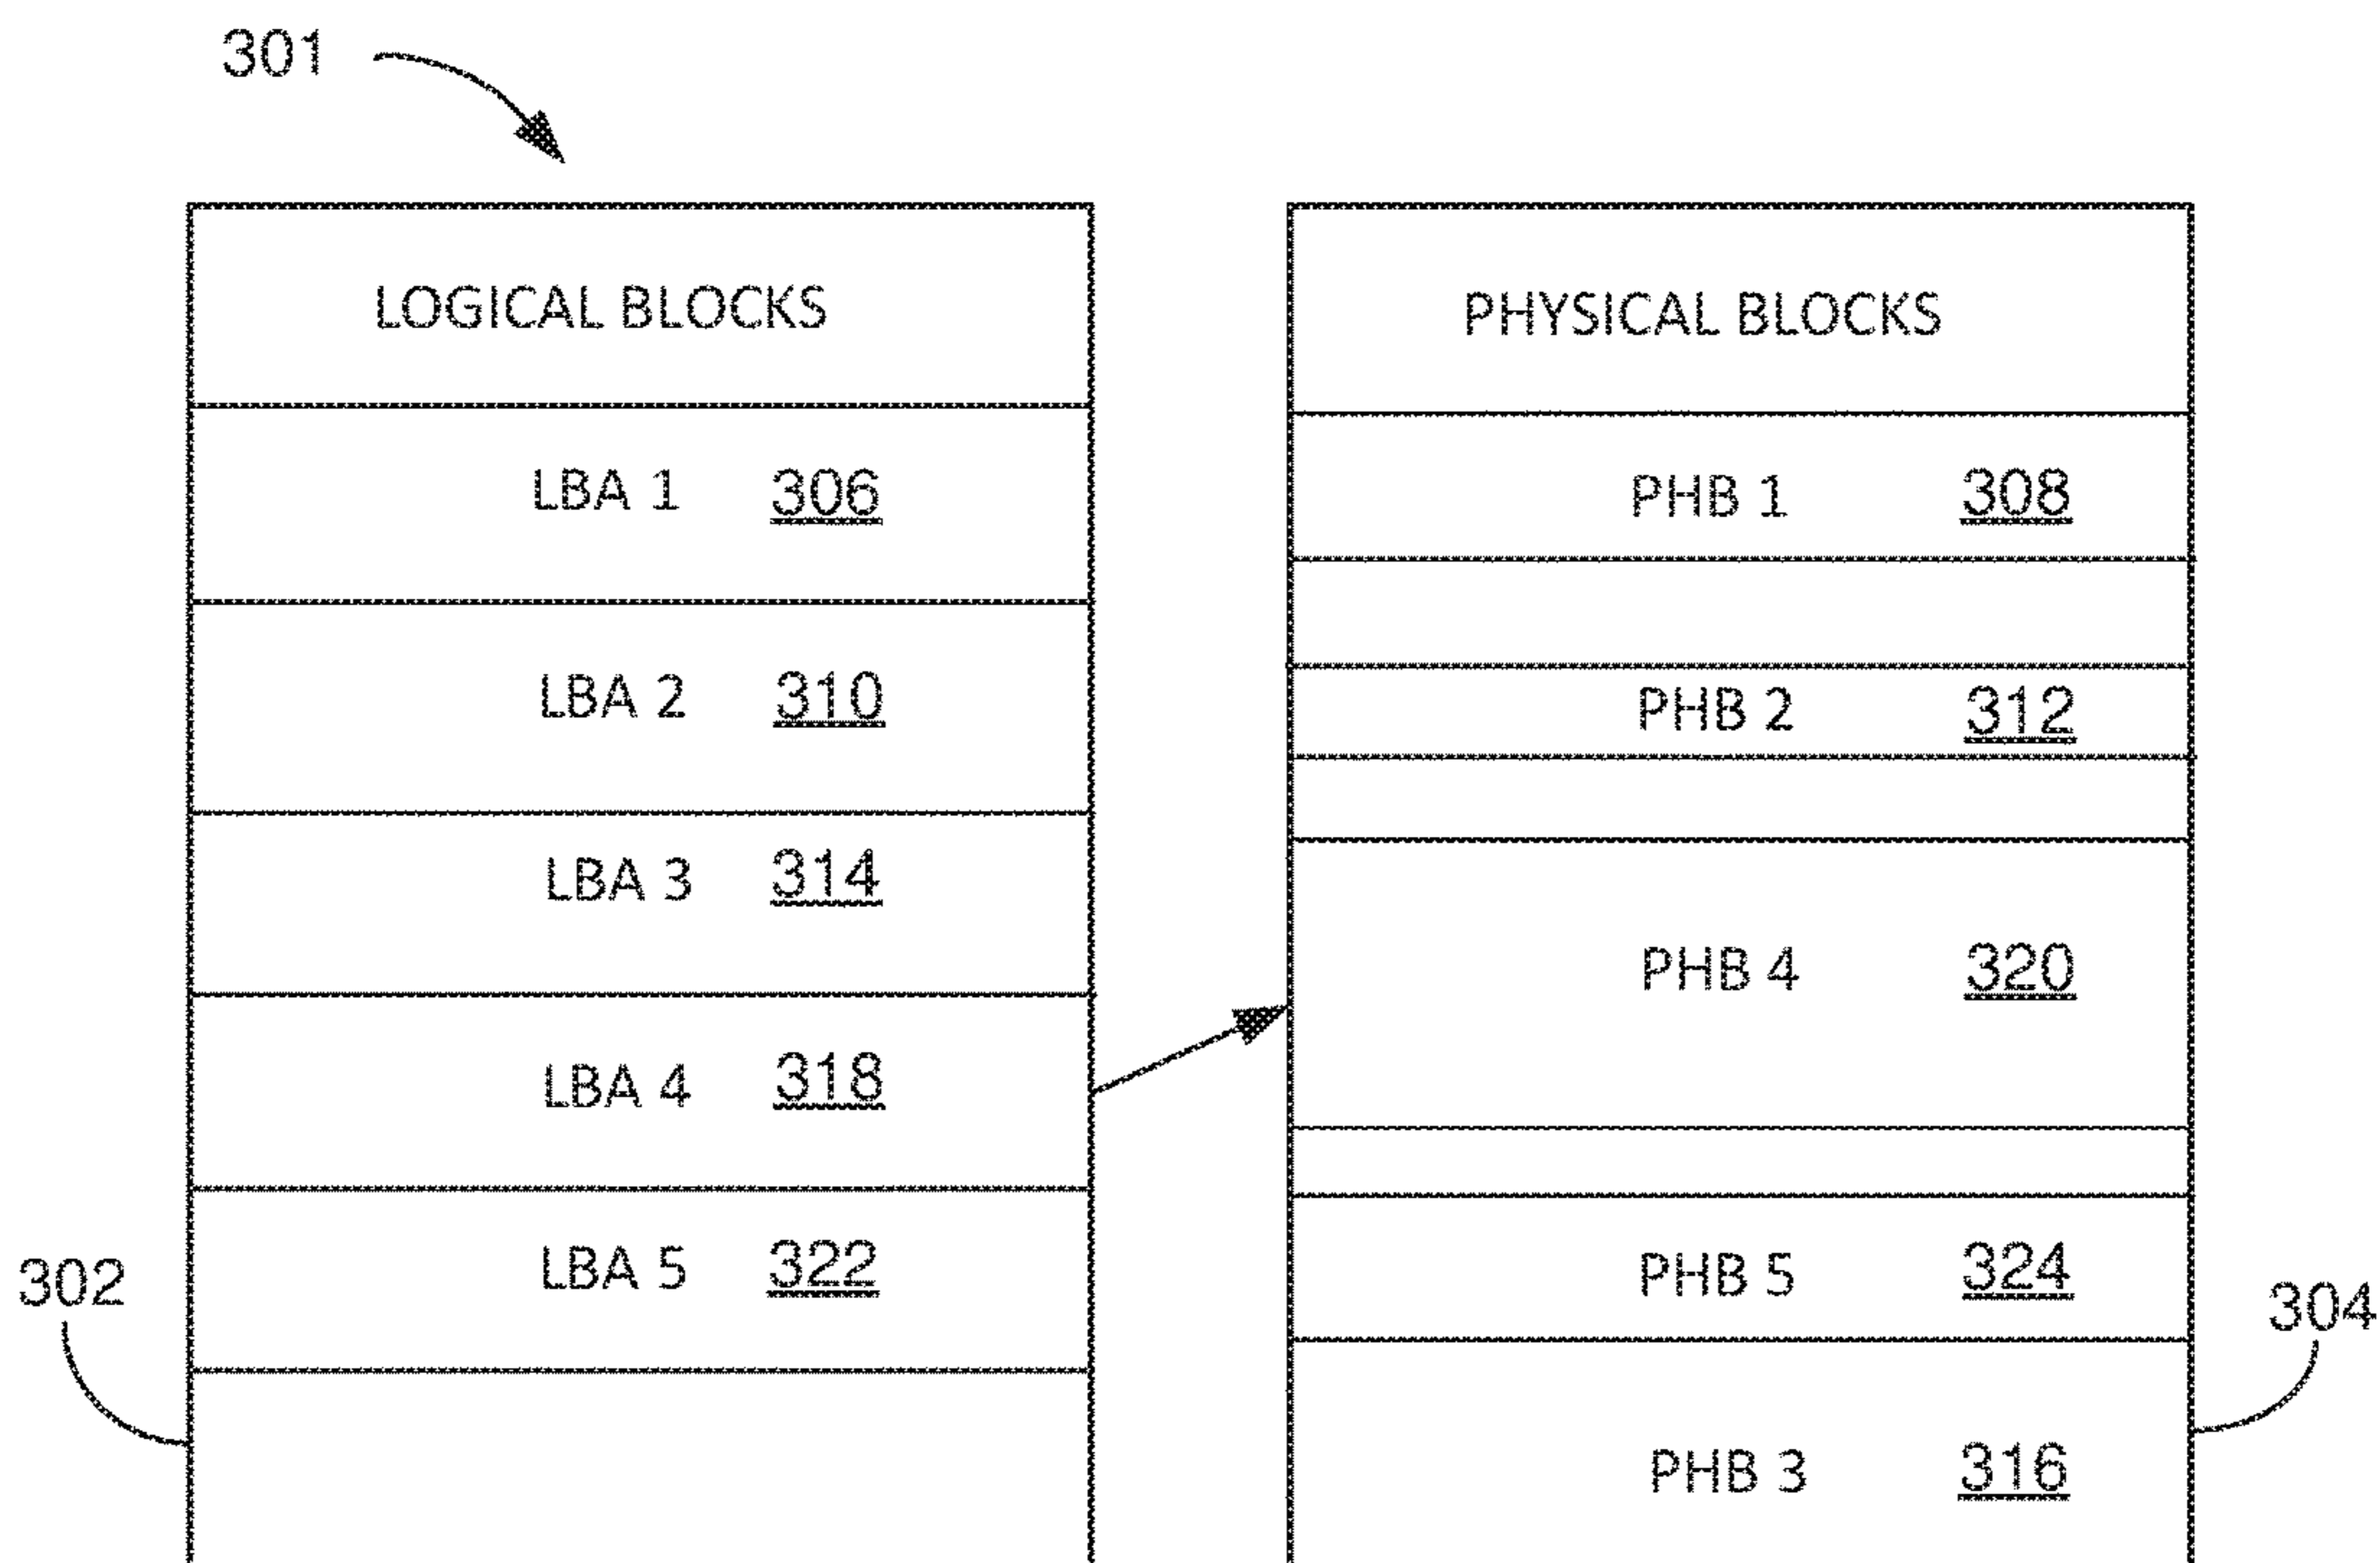 301
LOGICAL BLOCKS
LBA 1 306
LBA 2 310
LBA 3 314
LBA 4 318
LBA 5 322
302
PHYSICAL BLOCKS
PHB 1 308
PHB 2 312
PHB 4 320
PHB 5 324
PHB 3 316
304